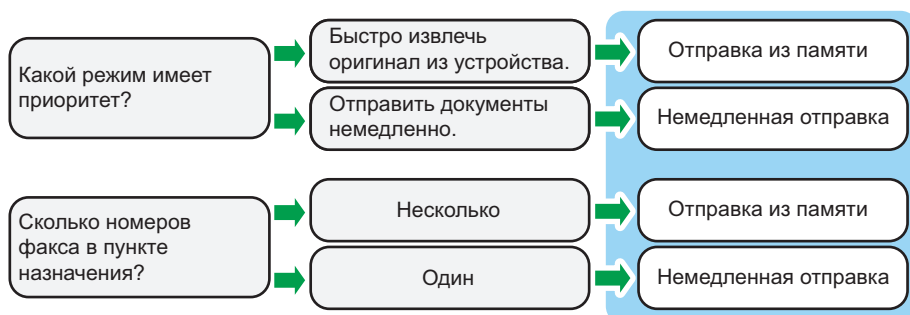 Какой режим имеет
приоритет?
Быстро извлечь
оригинал из устройства.
Отправка из памяти
Отправить документы
немедленно.
Немедленная отправка
Сколько номеров
факса в пункте
назначения?
Несколько
Отправка из памяти
Один
Немедленная отправка